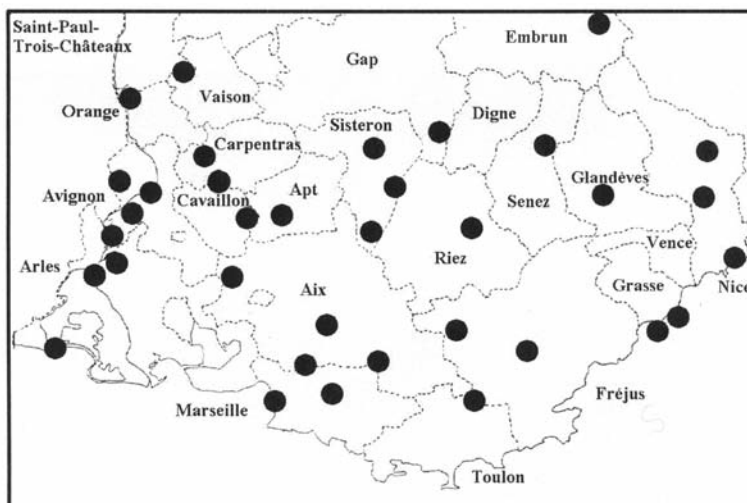 Saint-Paul-
Trois-Châteaux
Embrun
Gap
Vaison
Orange
Digne
Sisteron
Carpentras
Glandèves
Apt
Avignon
Cavaillon
Senez
Vence
Riez
Arles
Grasse
Nice
Aix
Fréjus
Marseille
Toulon